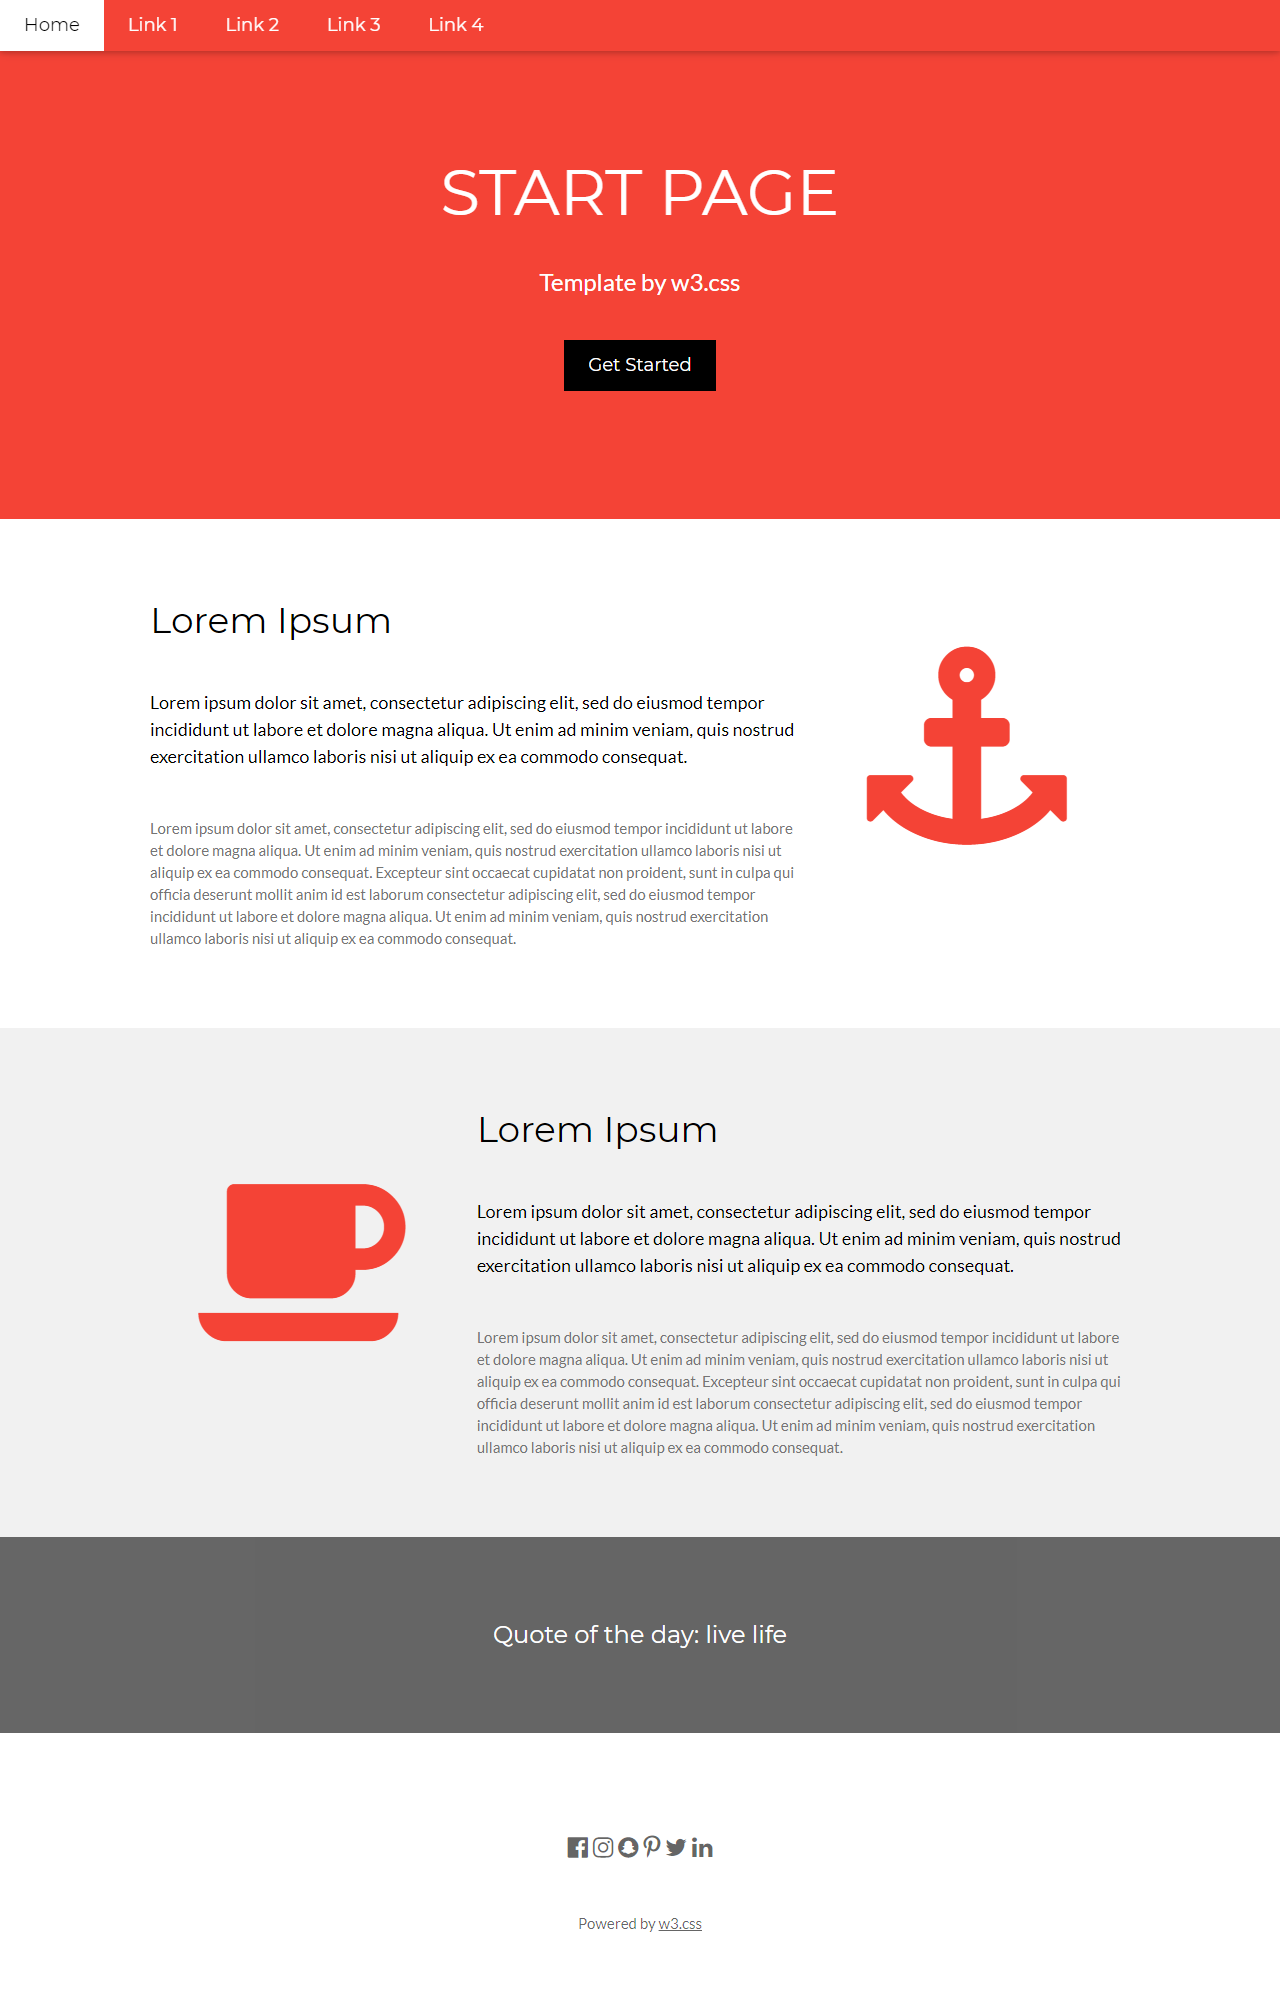 Home Link 1 Link 2 Link 3 Link 4
START PAGE
Template by w3.css
Get Started
Lorem Ipsum
Lorem ipsum dolor sit amet, consectetur adipiscing elit, sed do eiusmod tempor
incididunt ut labore et dolore magna aliqua. Ut enim ad minim veniam, quis nostrud
exercitation ullamco laboris nisi ut aliquip ex ea commodo consequat.
Lorem ipsum dolor sit amet, consectetur adipiscing elit, sed do eiusmod tempor incididunt ut labore
et dolore magna aliqua. Ut enim ad minim veniam, quis nostrud exercitation ullamco laboris nisi ut
aliquip ex ea commodo consequat. Excepteur sint occaecat cupidatat non proident, sunt in culpa qui
officia deserunt mollit anim id est laborum consectetur adipiscing elit, sed do eiusmod tempor
incididunt ut labore et dolore magna aliqua. Ut enim ad minim veniam, quis nostrud exercitation
ullamco laboris nisi ut aliquip ex ea commodo consequat.
Lorem Ipsum
Lorem ipsum dolor sit amet, consectetur adipiscing elit, sed do eiusmod tempor
incididunt ut labore et dolore magna aliqua. Ut enim ad minim veniam, quis nostrud
exercitation ullamco laboris nisi ut aliquip ex ea commodo consequat.
Lorem ipsum dolor sit amet, consectetur adipiscing elit, sed do eiusmod tempor incididunt ut labore
et dolore magna aliqua. Ut enim ad minim veniam, quis nostrud exercitation ullamco laboris nisi ut
aliquip ex ea commodo consequat. Excepteur sint occaecat cupidatat non proident, sunt in culpa qui
officia deserunt mollit anim id est laborum consectetur adipiscing elit, sed do eiusmod tempor
incididunt ut labore et dolore magna aliqua. Ut enim ad minim veniam, quis nostrud exercitation
ullamco laboris nisi ut aliquip ex ea commodo consequat.
Quote of the day: live life
Powered by w3.css